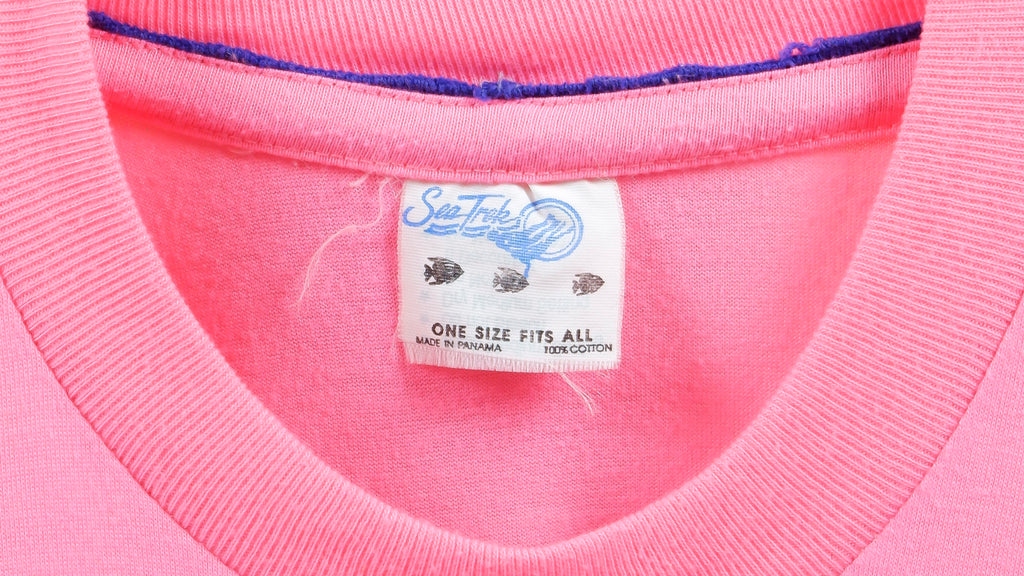 Sea Trek
ONE SIZE FITS ALL
MADE IN PANAMA 100% COTTON